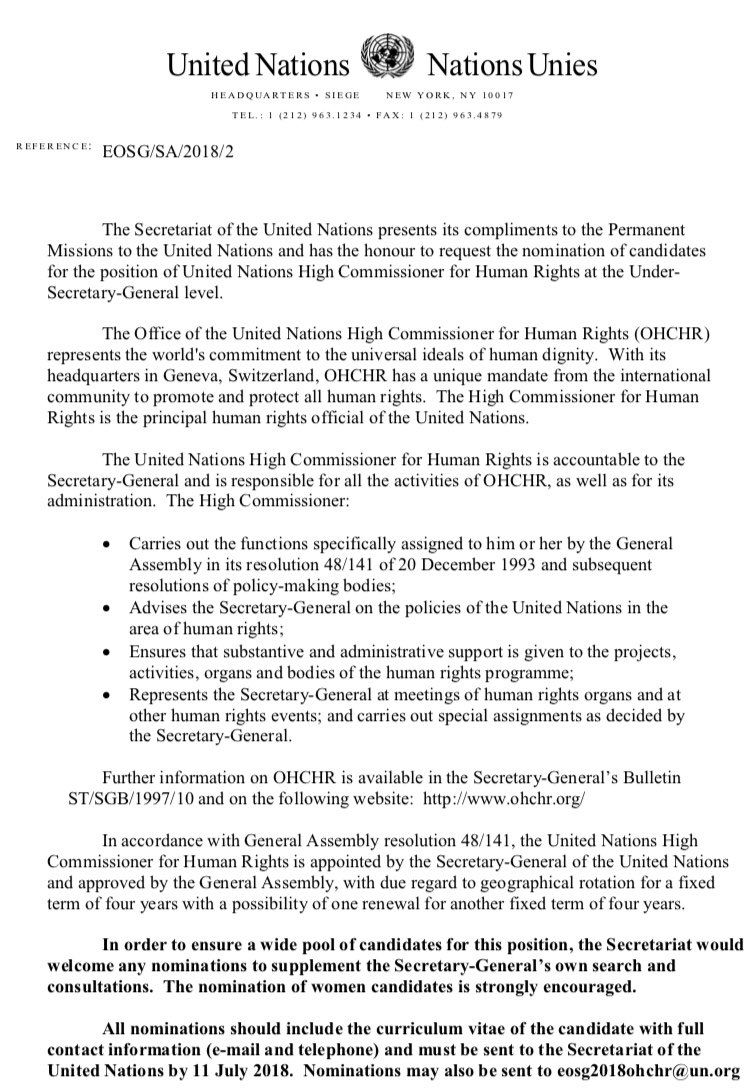 United Nations Nations Unies
HEADQUARTERS • SIEGE NEW YORK, NY 10017
TEL.: 1 (212) 963.1234 • FAX: 1 (212) 963.4879
REFERENCE: EOSG/SA/2018/2
The Secretariat of the United Nations presents its compliments to the Permanent
Missions to the United Nations and has the honour to request the nomination of candidates
for the position of United Nations High Commissioner for Human Rights at the Under-
Secretary-General level.
The Office of the United Nations High Commissioner for Human Rights (OHCHR)
represents the world's commitment to the universal ideals of human dignity. With its
headquarters in Geneva, Switzerland, OHCHR has a unique mandate from the international
community to promote and protect all human rights. The High Commissioner for Human
Rights is the principal human rights official of the United Nations.
The United Nations High Commissioner for Human Rights is accountable to the
Secretary-General and is responsible for all the activities of OHCHR, as well as for its
administration. The High Commissioner:
• Carries out the functions specifically assigned to him or her by the General
Assembly in its resolution 48/141 of 20 December 1993 and subsequent
resolutions of policy-making bodies;
• Advises the Secretary-General on the policies of the United Nations in the
area of human rights;
• Ensures that substantive and administrative support is given to the projects,
activities, organs and bodies of the human rights programme;
• Represents the Secretary-General at meetings of human rights organs and at
other human rights events; and carries out special assignments as decided by
the Secretary-General.
Further information on OHCHR is available in the Secretary-General’s Bulletin
ST/SGB/1997/10 and on the following website: http://www.ohchr.org/
In accordance with General Assembly resolution 48/141, the United Nations High
Commissioner for Human Rights is appointed by the Secretary-General of the United Nations
and approved by the General Assembly, with due regard to geographical rotation for a fixed
term of four years with a possibility of one renewal for another fixed term of four years.
In order to ensure a wide pool of candidates for this position, the Secretariat would
welcome any nominations to supplement the Secretary-General’s own search and
consultations. The nomination of women candidates is strongly encouraged.
All nominations should include the curriculum vitae of the candidate with full
contact information (e-mail and telephone) and must be sent to the Secretariat of the
United Nations by 11 July 2018. Nominations may also be sent to eosg2018ohchr@un.org